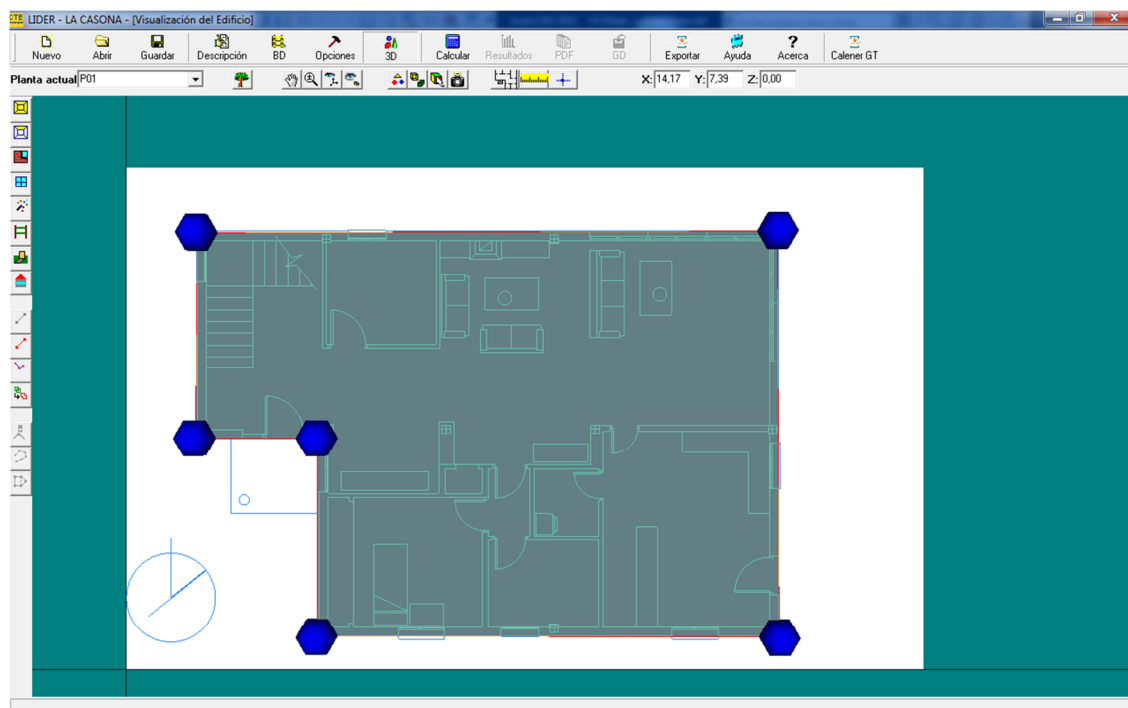 CTE LIDER - LA CASONA - [Visualización del Edificio]
Nuevo Abrir Guardar Descripción BD Opciones 3D Calcular Resultados PDF GD Exportar Ayuda Acerca Calener GT
Planta actual P01 X: 14,17 Y: 7,39 Z: 0,00